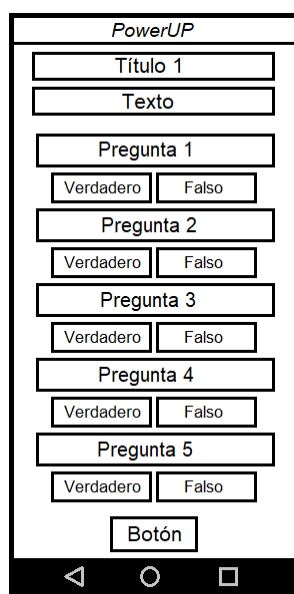 PowerUP
Título 1
Texto
Pregunta 1
Verdadero Falso
Pregunta 2
Verdadero Falso
Pregunta 3
Verdadero Falso
Pregunta 4
Verdadero Falso
Pregunta 5
Verdadero Falso
Botón